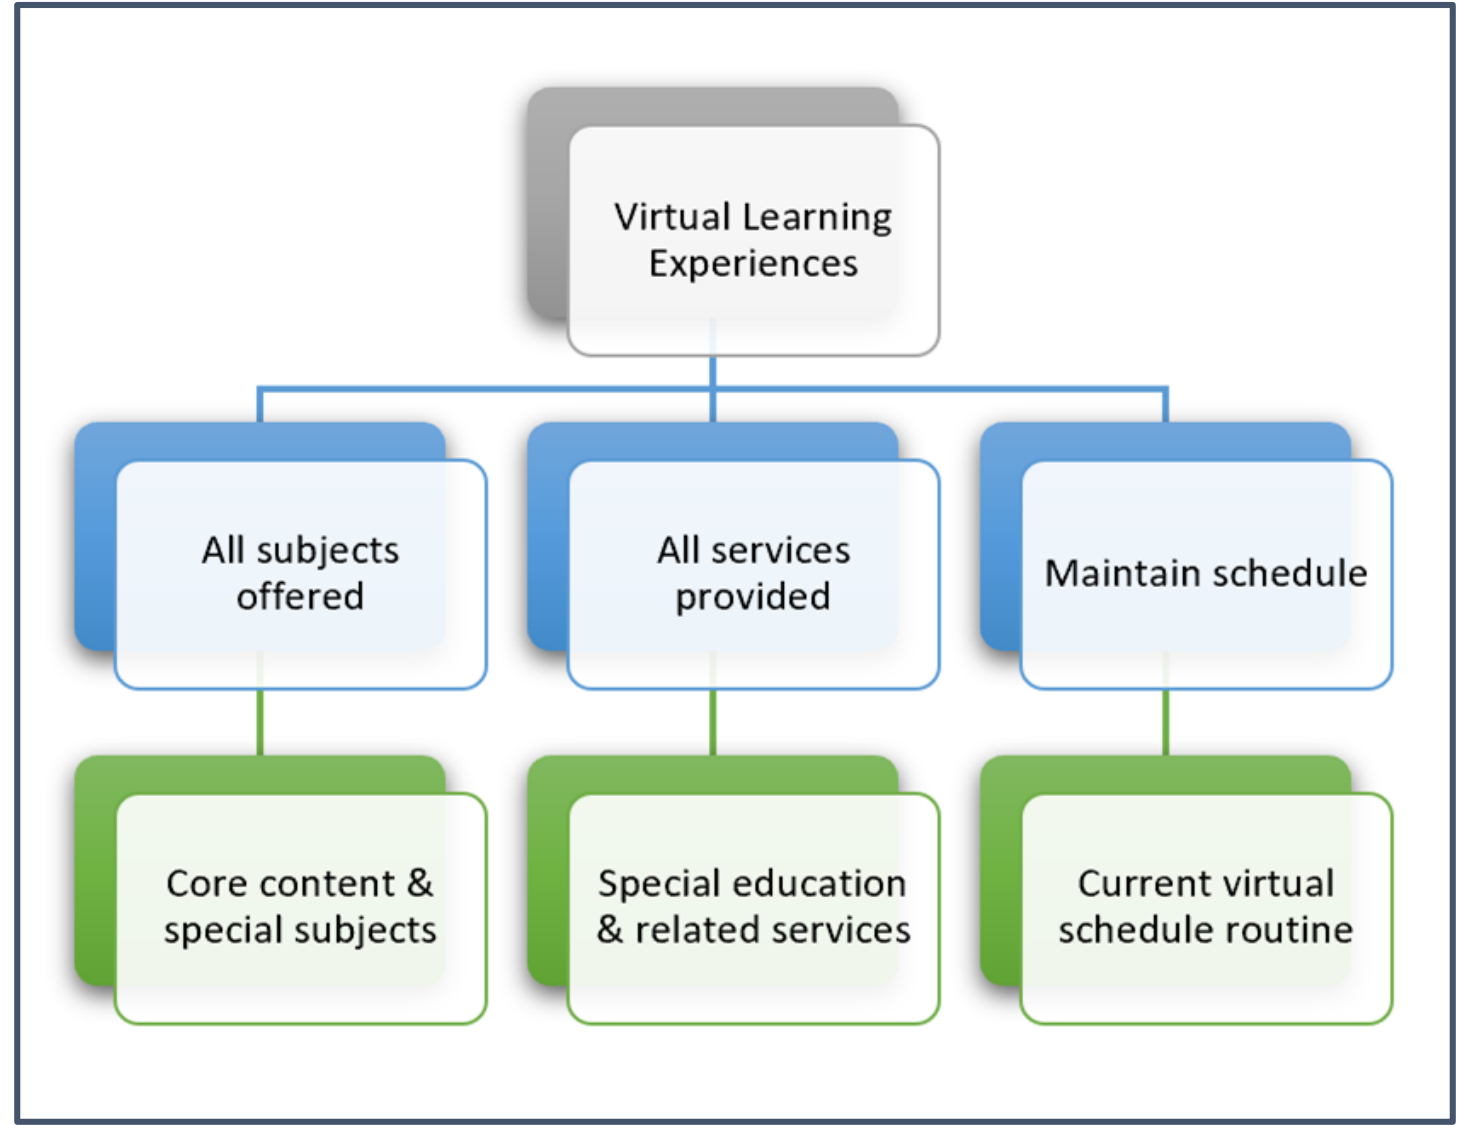 Virtual Learning
Experiences
All subjects
offered
All services
provided
Maintain schedule
Core content &
special subjects
Special education
& related services
Current virtual
schedule routine